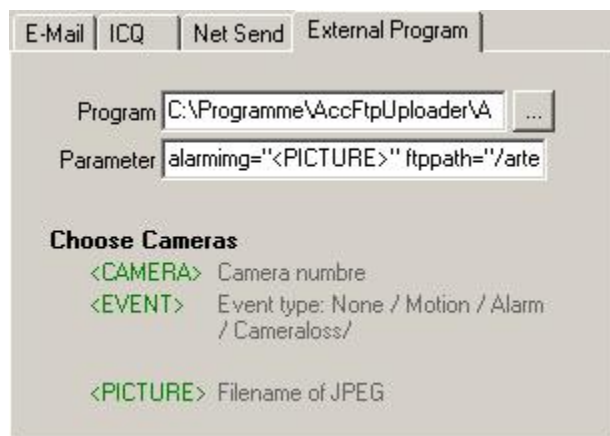 E-Mail ICQ Net Send External Program
Program C:\Programme\AccFtpUploader\A ...
Parameter alarmimg="<PICTURE>" ftppath="/arte
Choose Cameras
<CAMERA> Camera numbre
<EVENT> Event type: None / Motion / Alarm
/ Cameraloss/
<PICTURE> Filename of JPEG